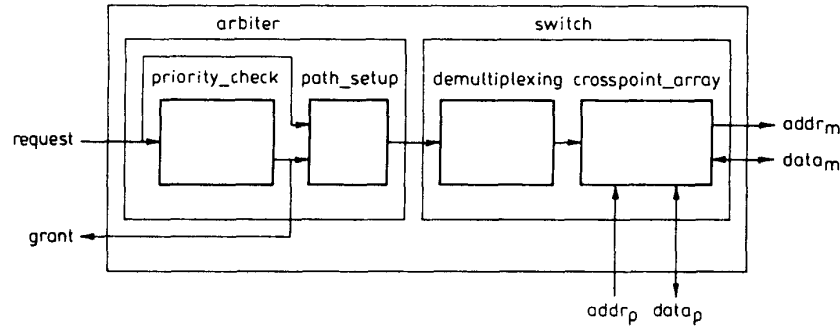 arbiter switch
priority_check path_setup demultiplexing crosspoint_array
request addr_m
data_m
grant
addr_p data_p